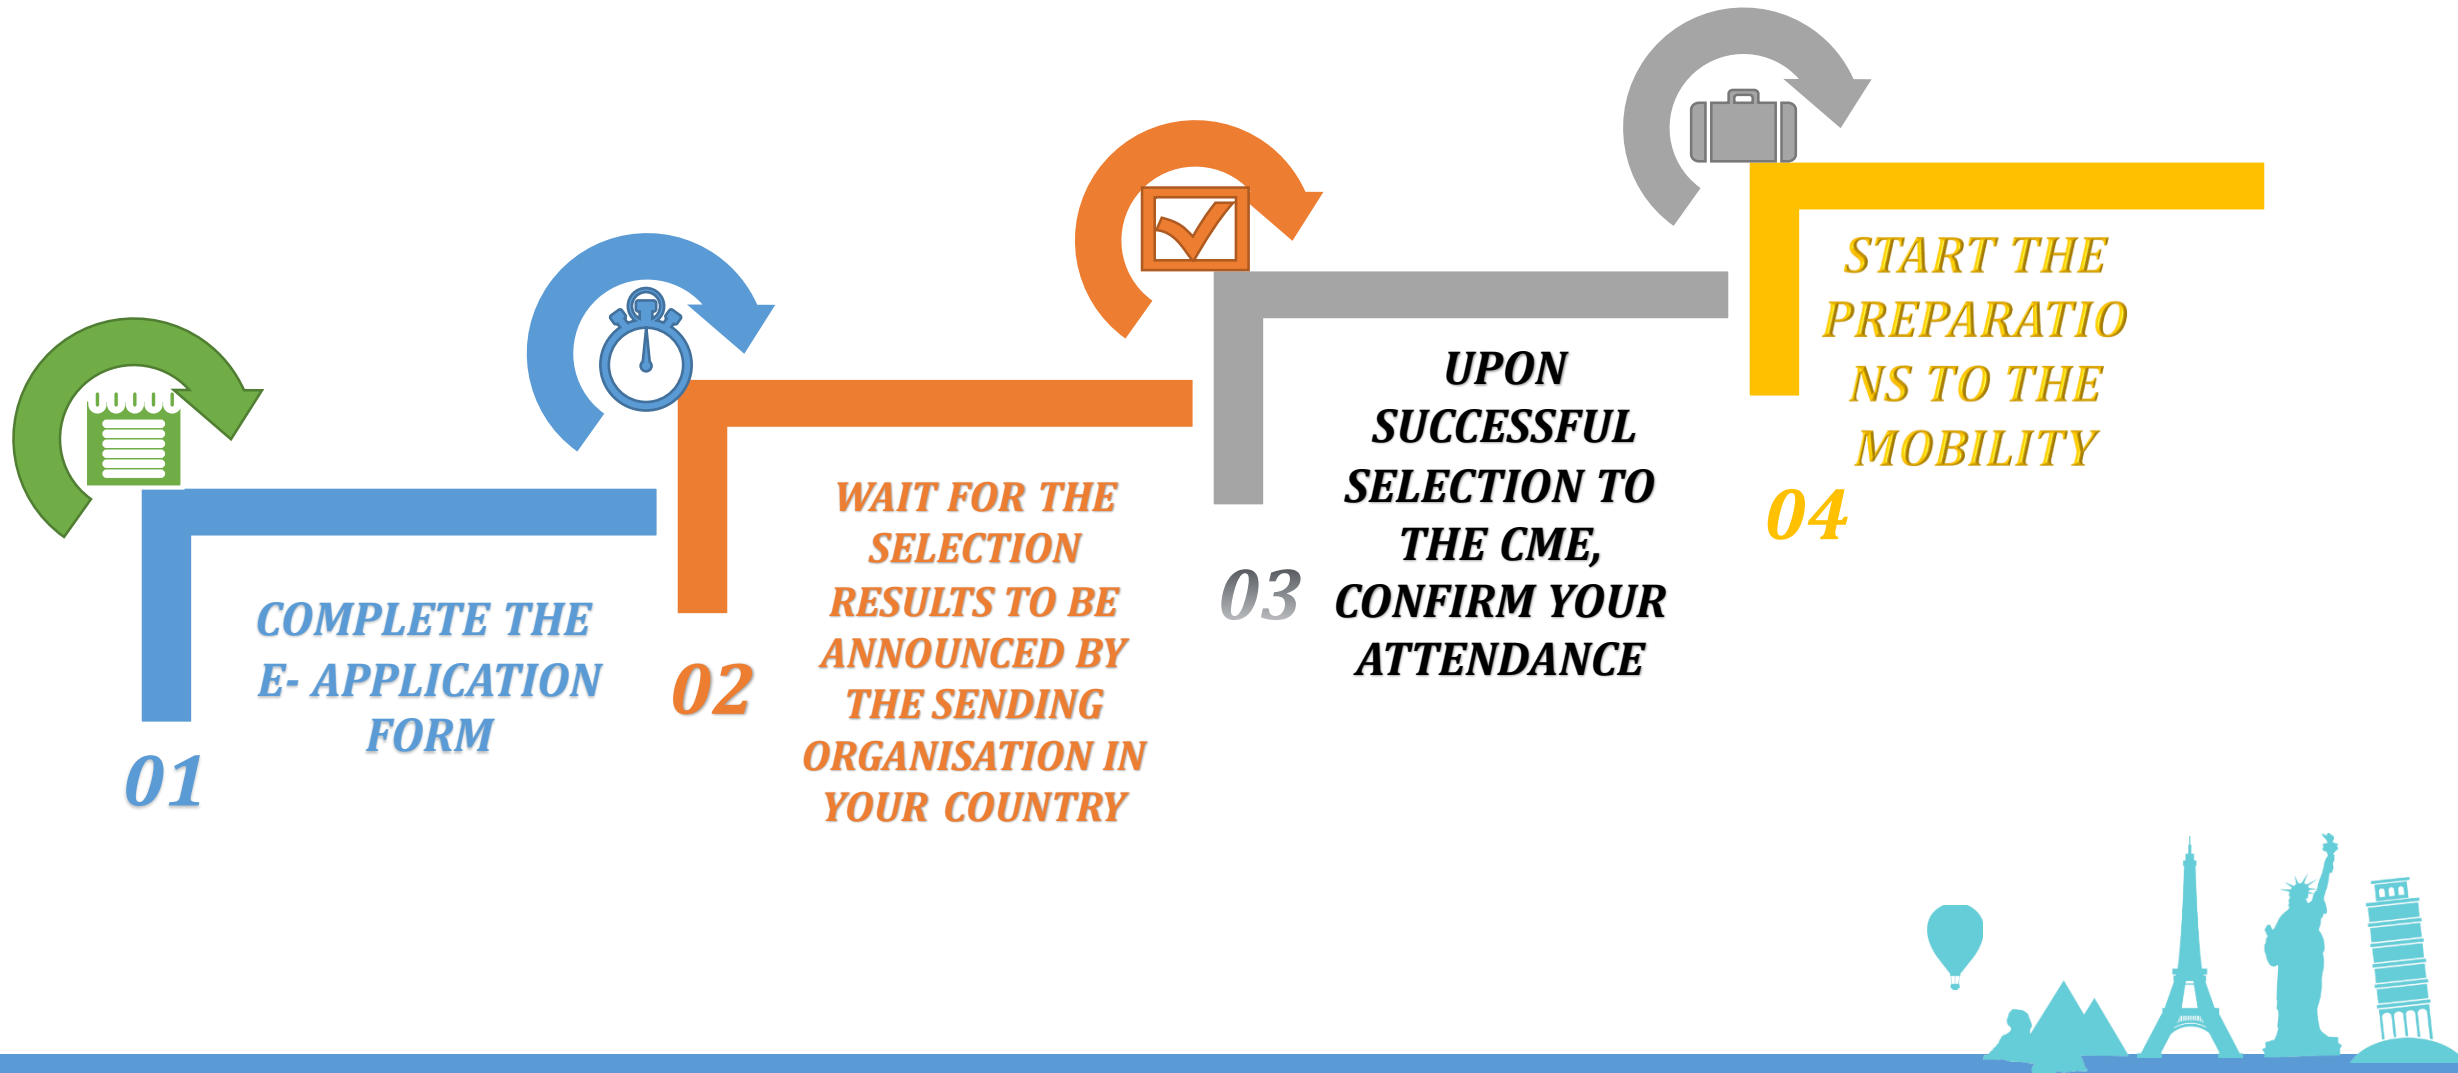 01
COMPLETE THE
E- APPLICATION
FORM
02
WAIT FOR THE
SELECTION
RESULTS TO BE
ANNOUNCED BY
THE SENDING
ORGANISATION IN
YOUR COUNTRY
03
UPON
SUCCESSFUL
SELECTION TO
THE CME,
CONFIRM YOUR
ATTENDANCE
04
START THE
PREPARATIO
NS TO THE
MOBILITY